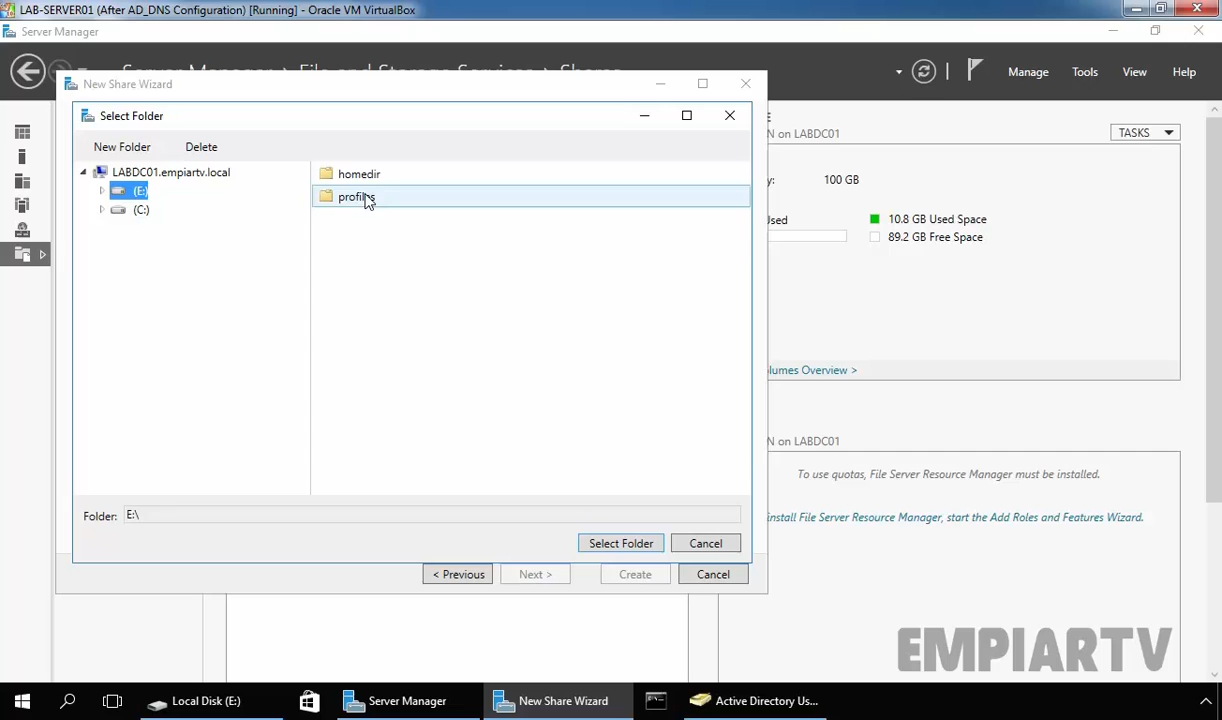 LAB-SERVER01 (After AD_DNS Configuration) [Running] - Oracle VM VirtualBox
Server Manager
Manage
Tools
View
Help
New Share Wizard
Select Folder
New Folder
Delete
LABDC01.empiartv.local
(E:)
(C:)
homedir
profiles
Folder: E:\
Select Folder
Cancel
< Previous
Next >
Create
Cancel
N on LABDC01
TASKS
100 GB
10.8 GB Used Space
89.2 GB Free Space
lumes Overview >
N on LABDC01
To use quotas, File Server Resource Manager must be installed.
install File Server Resource Manager, start the Add Roles and Features Wizard.
EMPIARTV
Local Disk (E:)
Server Manager
New Share Wizard
Active Directory Us...